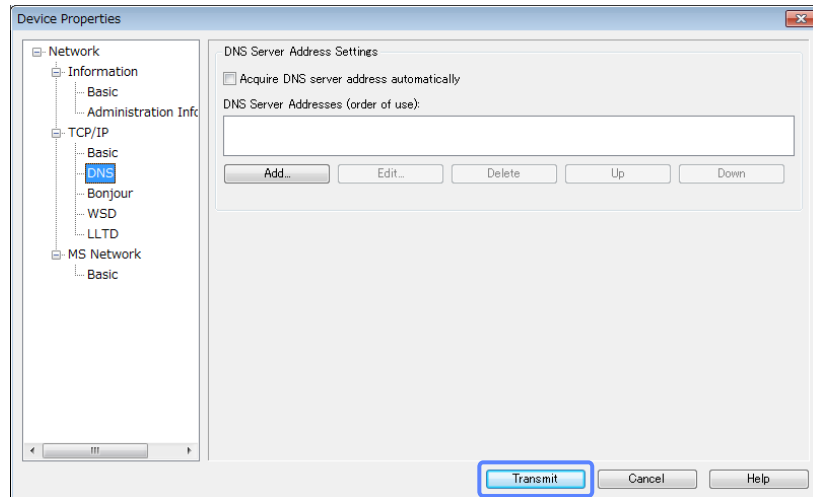 Device Properties
Network
Information
Basic
Administration Info
TCP/IP
Basic
DNS
Bonjour
WSD
LLTD
MS Network
Basic
DNS Server Address Settings
Acquire DNS server address automatically
DNS Server Addresses (order of use):
Add...
Edit...
Delete
Up
Down
Transmit
Cancel
Help